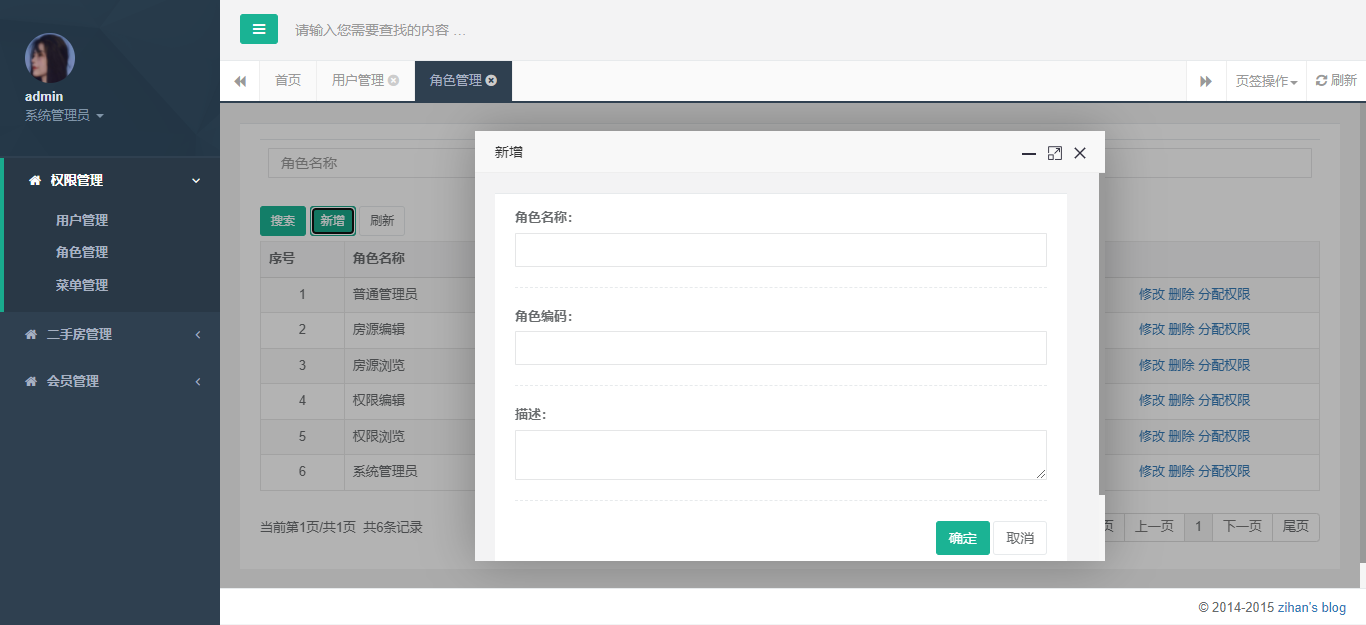 请输入您需要查找的内容 …
admin
系统管理员
首页 用户管理 角色管理 页签操作 刷新
权限管理
用户管理
角色管理
菜单管理
二手房管理
会员管理
角色名称
搜索 新增 刷新
序号 角色名称
1 普通管理员 修改 删除 分配权限
2 房源编辑 修改 删除 分配权限
3 房源浏览 修改 删除 分配权限
4 权限编辑 修改 删除 分配权限
5 权限浏览 修改 删除 分配权限
6 系统管理员 修改 删除 分配权限
当前第1页/共1页 共6条记录
页 上一页 1 下一页 尾页
新增
角色名称：
角色编码：
描述：
确定 取消
© 2014-2015 zihan's blog